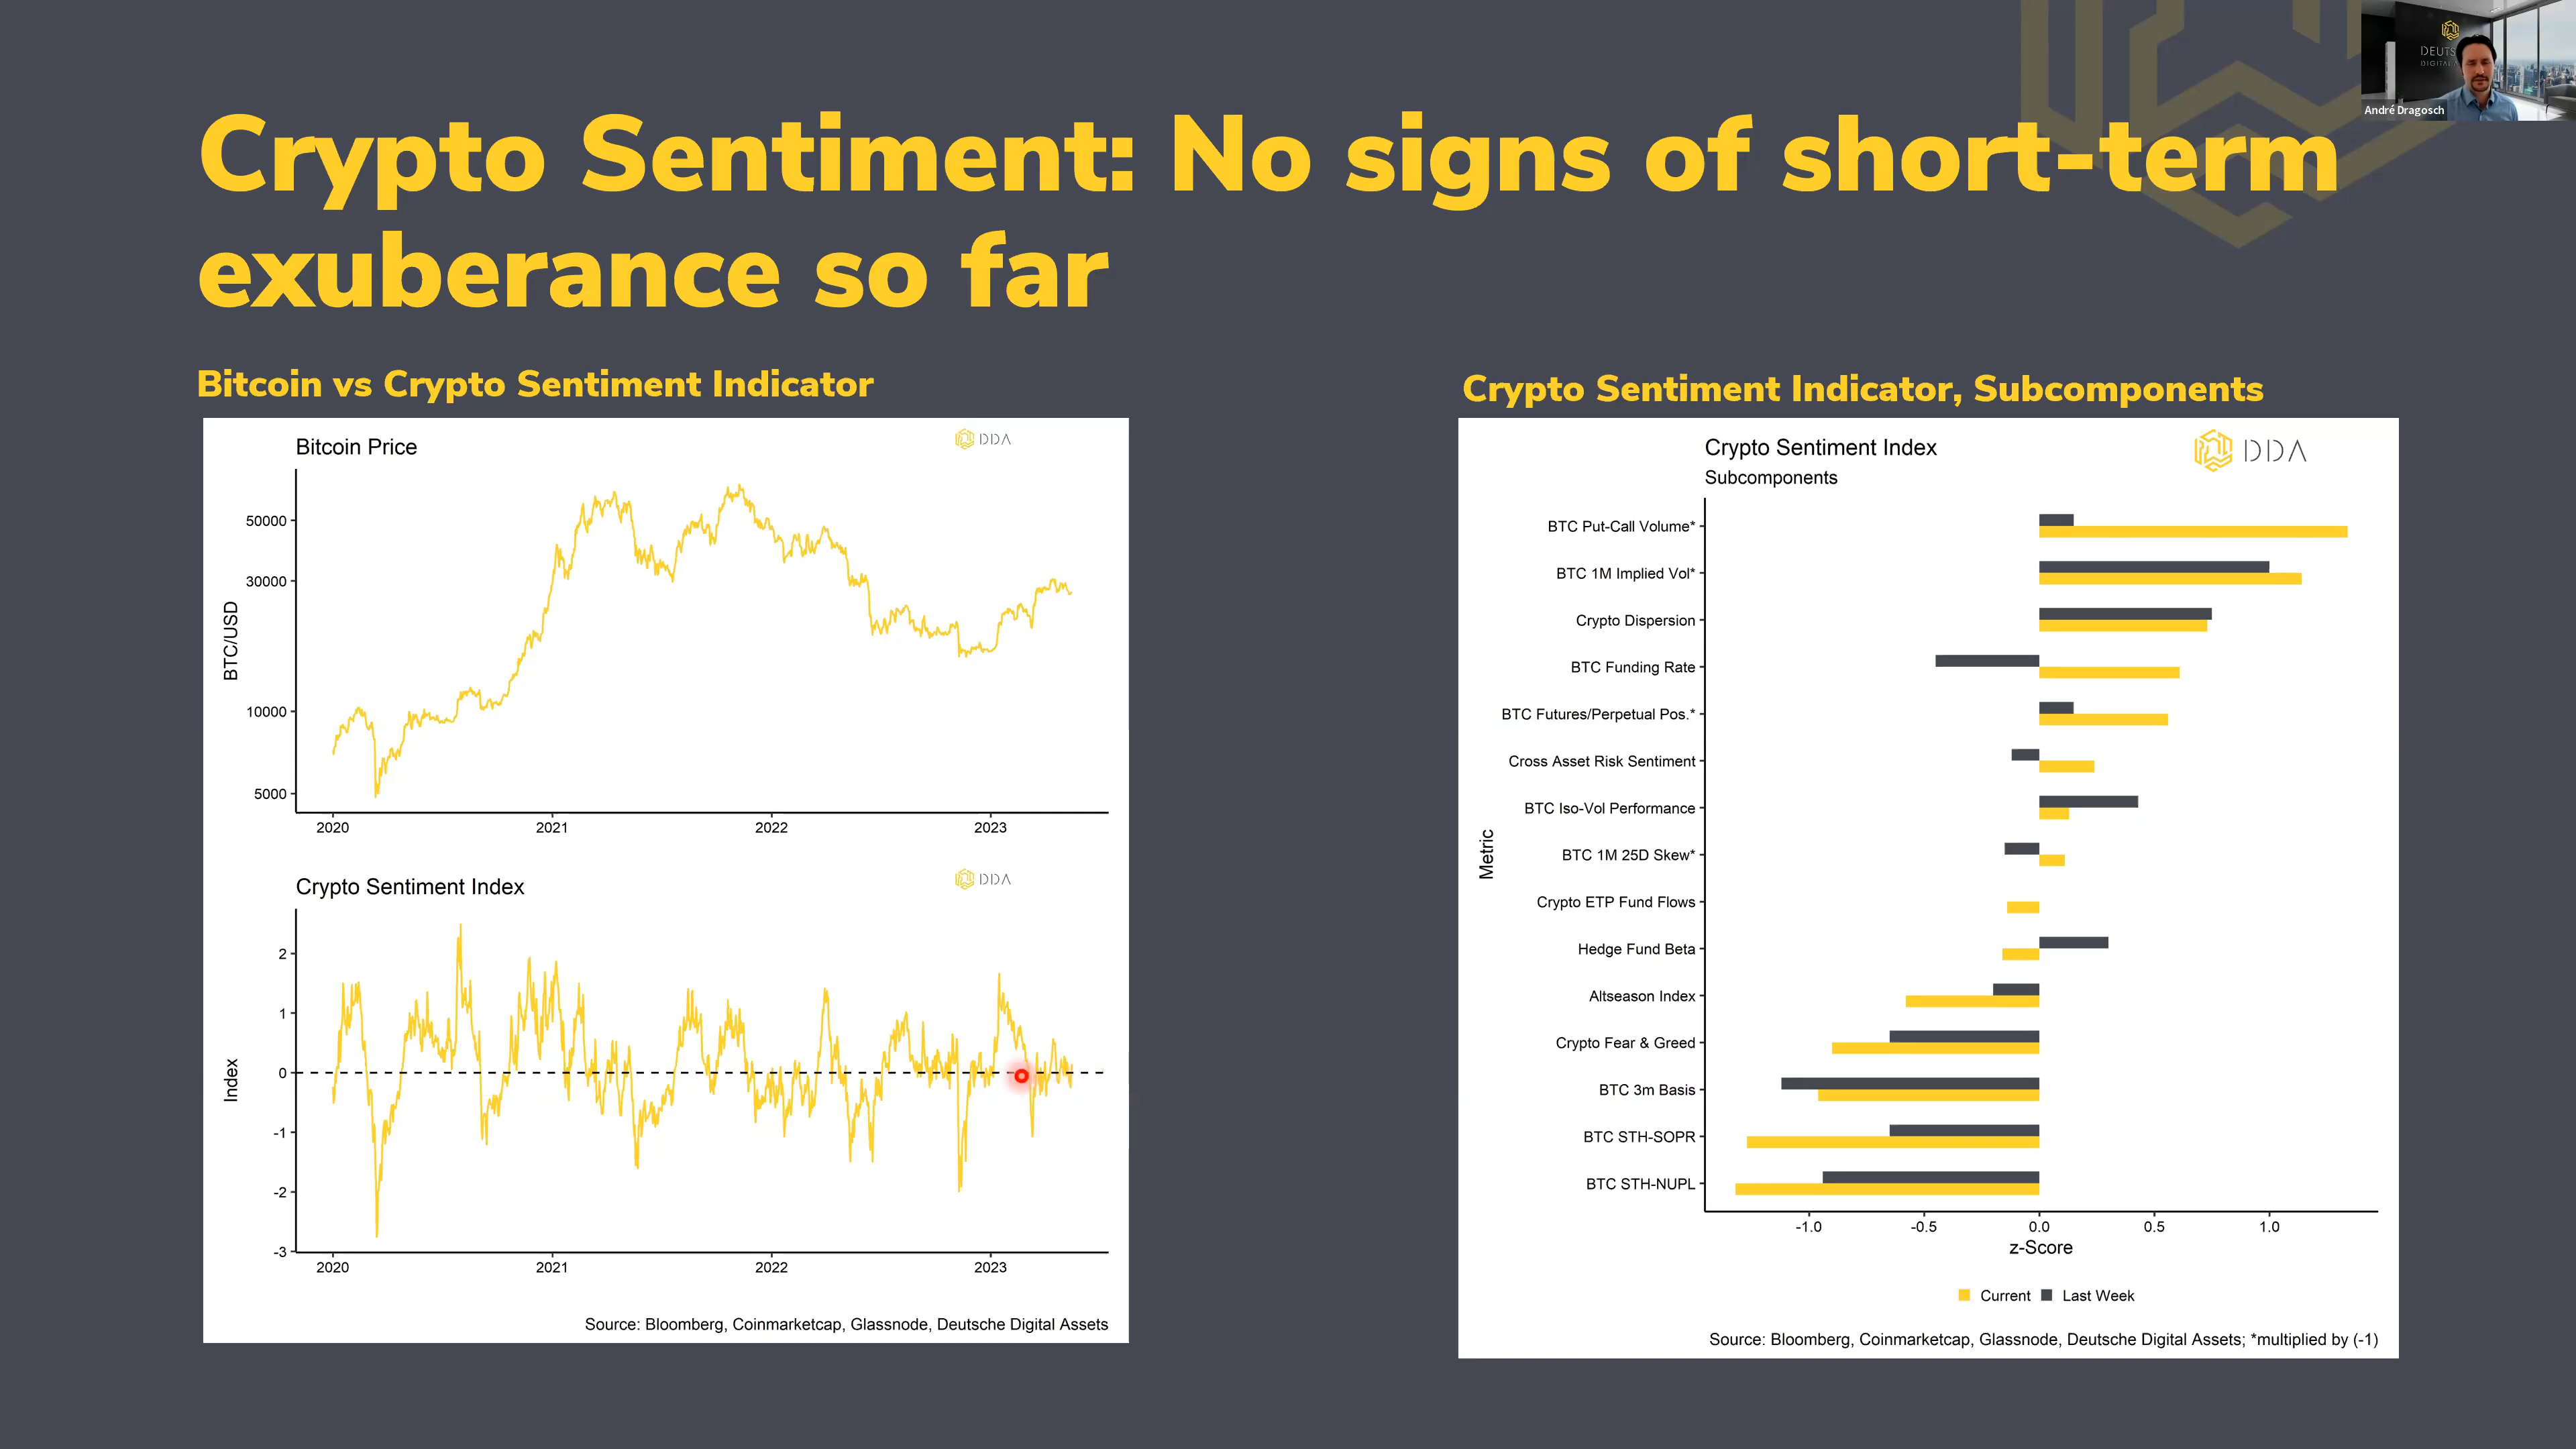 DEUTS
DIGITAL
André Dragosch
Crypto Sentiment: No signs of short-term
exuberance so far
Bitcoin vs Crypto Sentiment Indicator
Bitcoin Price
DDA
BTC/USD
50000
30000
10000
5000
2020 2021 2022 2023
Crypto Sentiment Index
DDA
Index
2
1
0
-1
-2
-3
2020 2021 2022 2023
Source: Bloomberg, Coinmarketcap, Glassnode, Deutsche Digital Assets
Crypto Sentiment Indicator, Subcomponents
Crypto Sentiment Index
Subcomponents
DDA
Metric
BTC Put-Call Volume*
BTC 1M Implied Vol*
Crypto Dispersion
BTC Funding Rate
BTC Futures/Perpetual Pos.*
Cross Asset Risk Sentiment
BTC Iso-Vol Performance
BTC 1M 25D Skew*
Crypto ETP Fund Flows
Hedge Fund Beta
Altseason Index
Crypto Fear & Greed
BTC 3m Basis
BTC STH-SOPR
BTC STH-NUPL
-1.0 -0.5 0.0 0.5 1.0
z-Score
Current Last Week
Source: Bloomberg, Coinmarketcap, Glassnode, Deutsche Digital Assets; *multiplied by (-1)